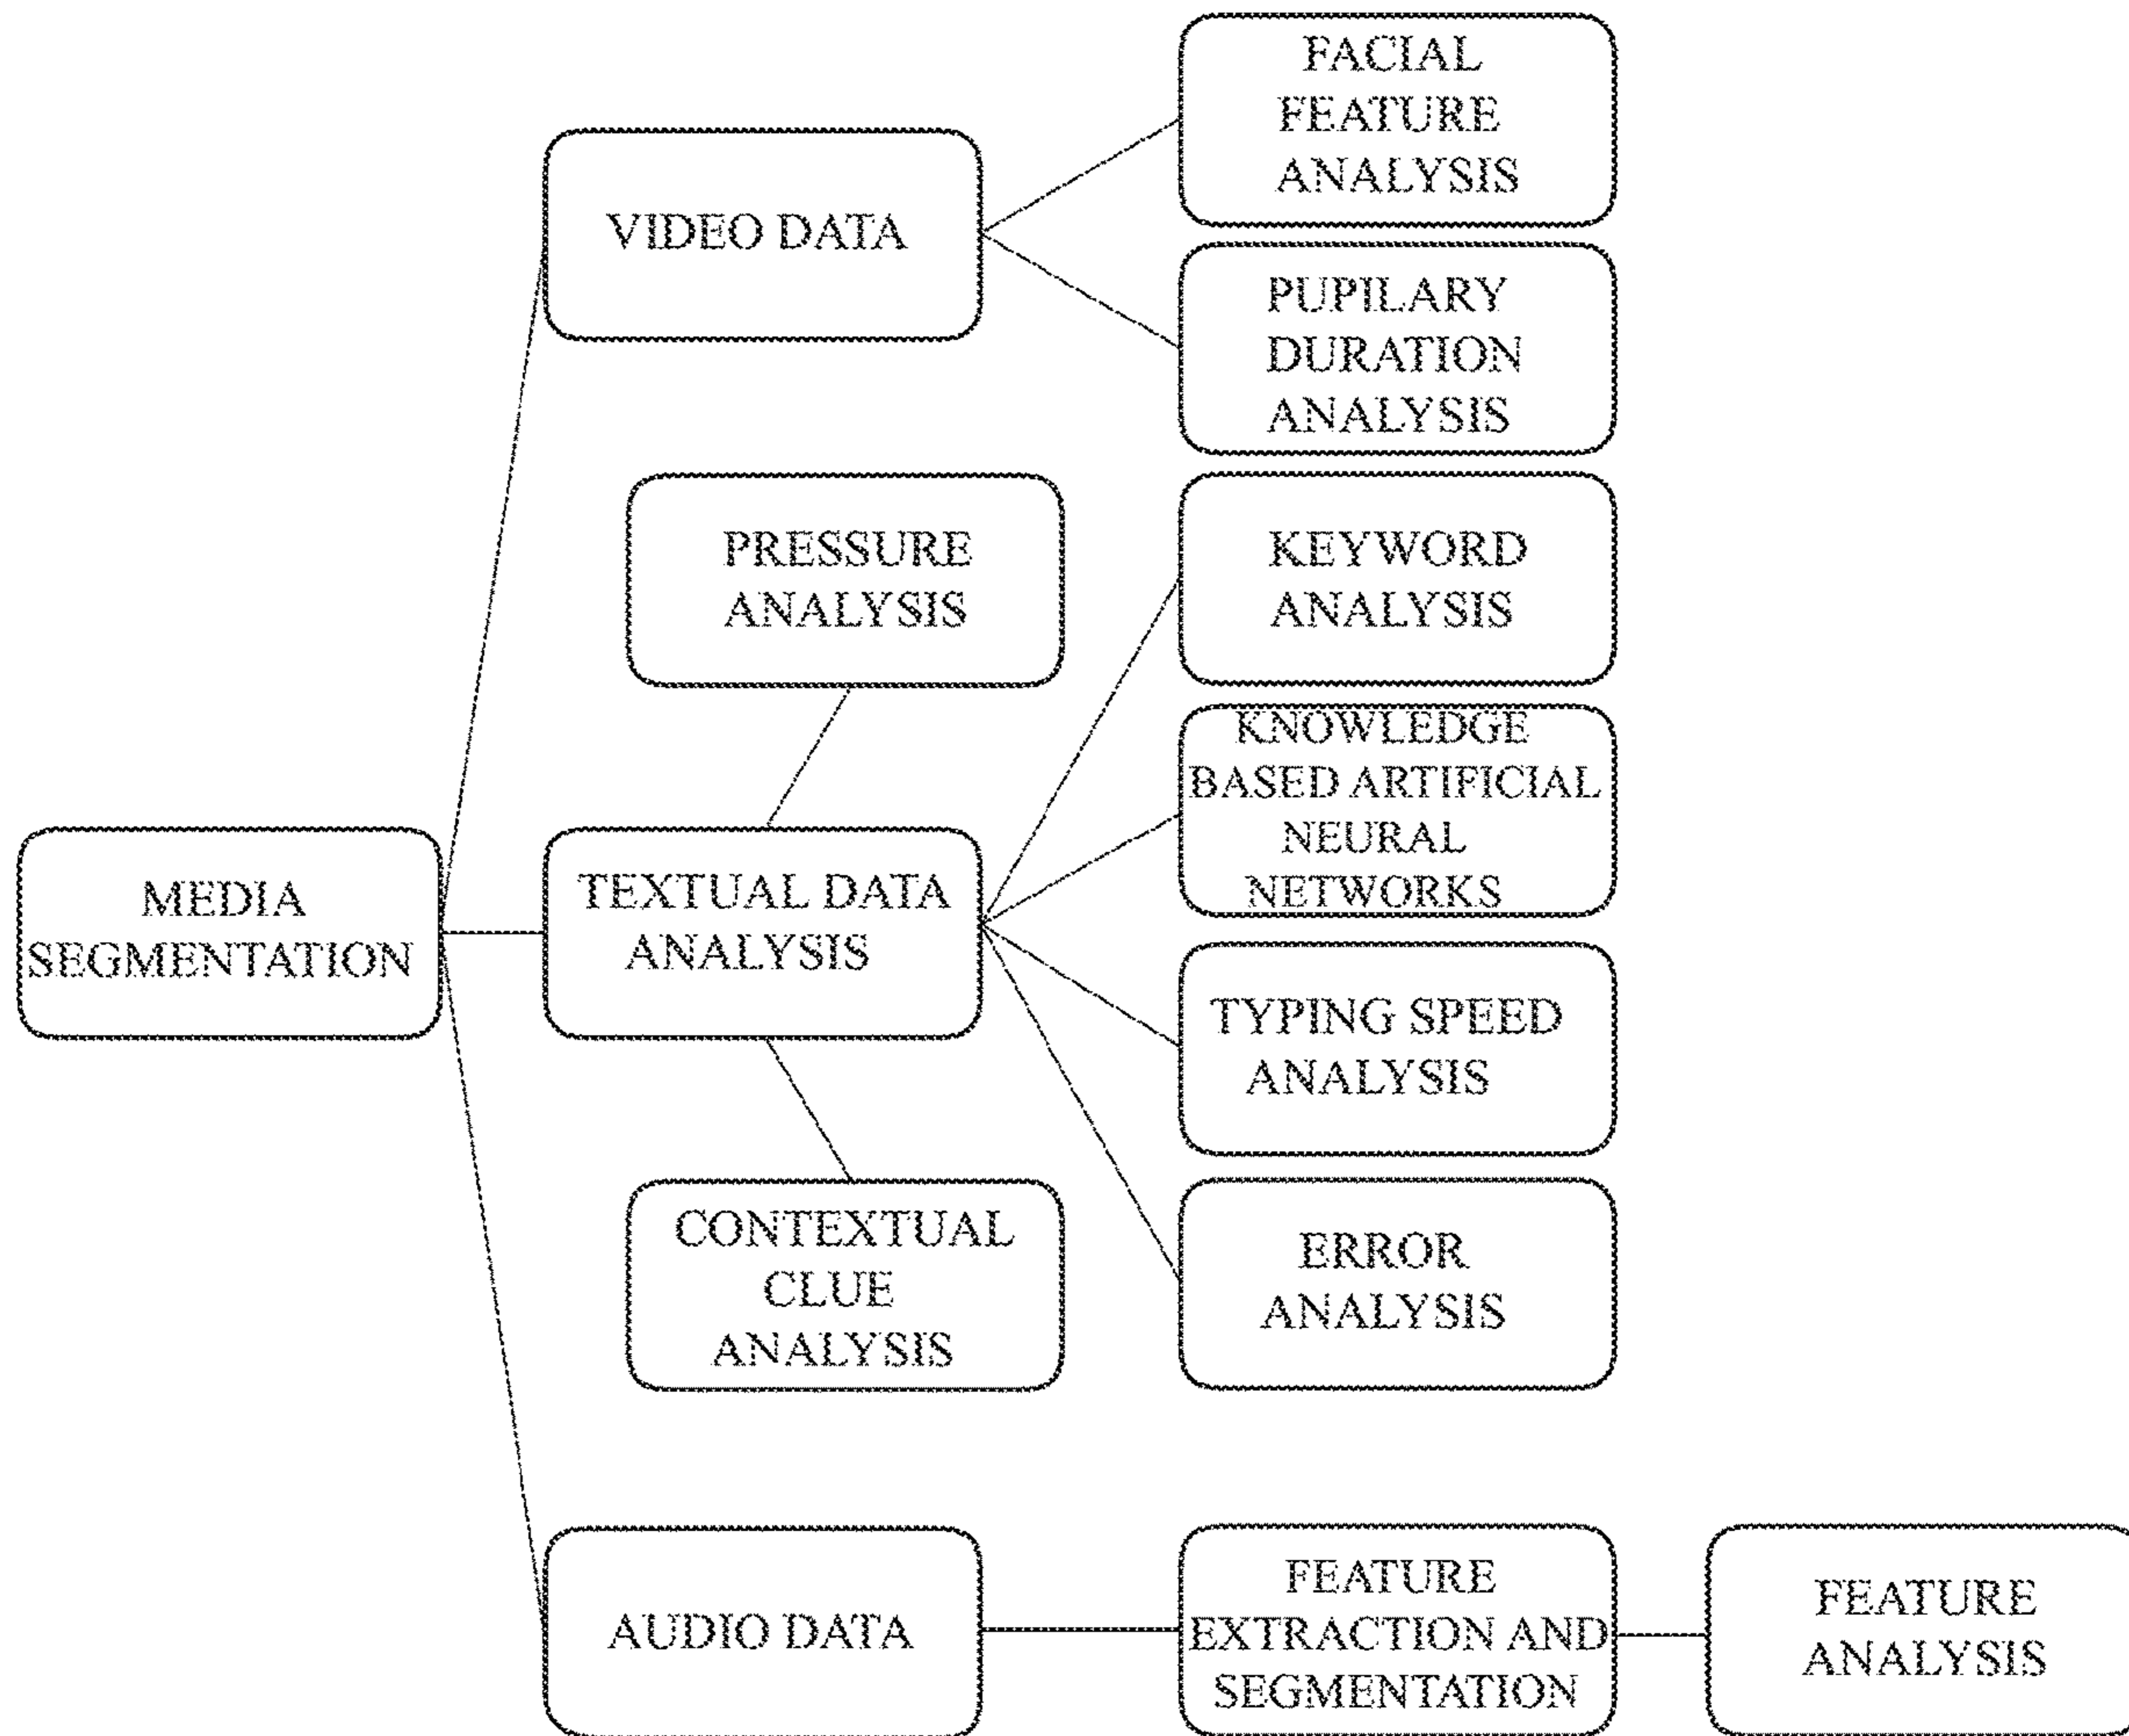 FACIAL
FEATURE
ANALYSIS
VIDEO DATA
PUPILARY
DURATION
ANALYSIS
PRESSURE
ANALYSIS
KEYWORD
ANALYSIS
KNOWLEDGE
BASED ARTIFICIAL
NEURAL
NETWORKS
MEDIA
SEGMENTATION
TEXTUAL DATA
ANALYSIS
TYPING SPEED
ANALYSIS
CONTEXTUAL
CLUE
ANALYSIS
ERROR
ANALYSIS
AUDIO DATA
FEATURE
EXTRACTION AND
SEGMENTATION
FEATURE
ANALYSIS